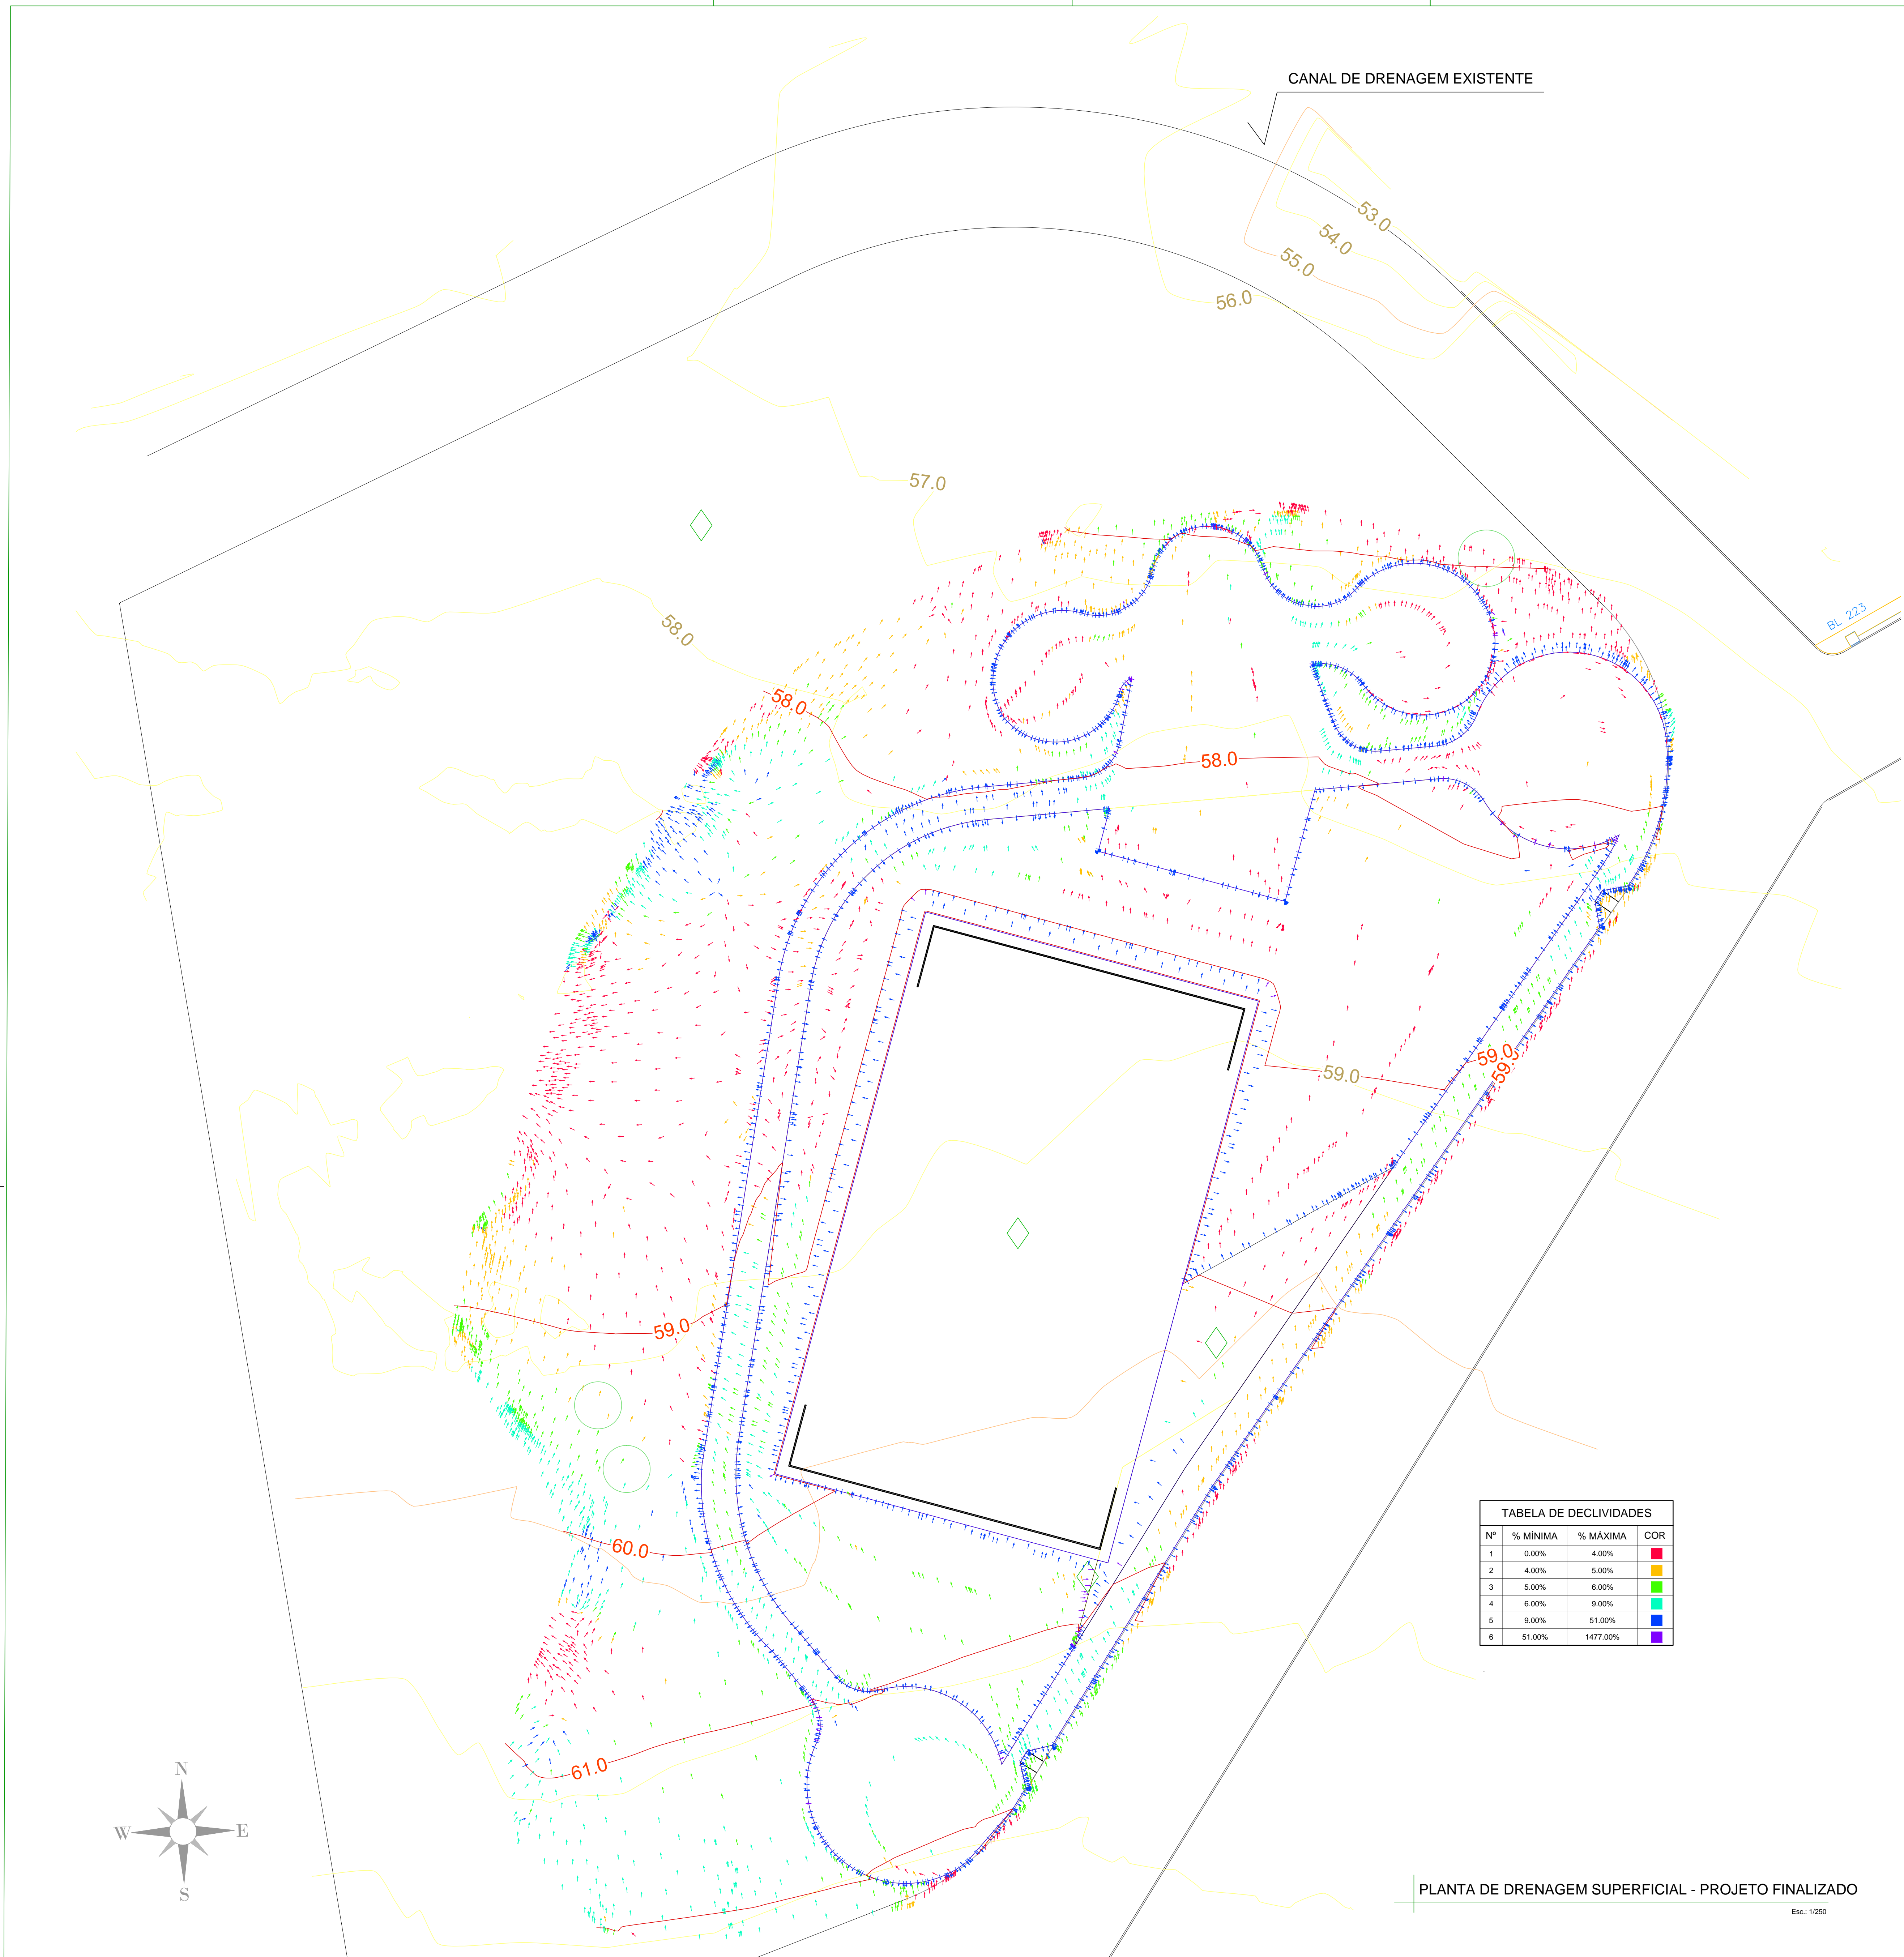 CANAL DE DRENAGEM EXISTENTE
53.0
54.0
55.0
56.0
57.0
BL 223
58.0
58.0
58.0
59.0
59.0
59.0
59.0
60.0
61.0
TABELA DE DECLIVIDADES
Nº % MÍNIMA % MÁXIMA COR
1 0.00% 4.00%
2 4.00% 5.00%
3 5.00% 6.00%
4 6.00% 9.00%
5 9.00% 51.00%
6 51.00% 1477.00%
N
W E
S
PLANTA DE DRENAGEM SUPERFICIAL - PROJETO FINALIZADO
Esc.: 1/250